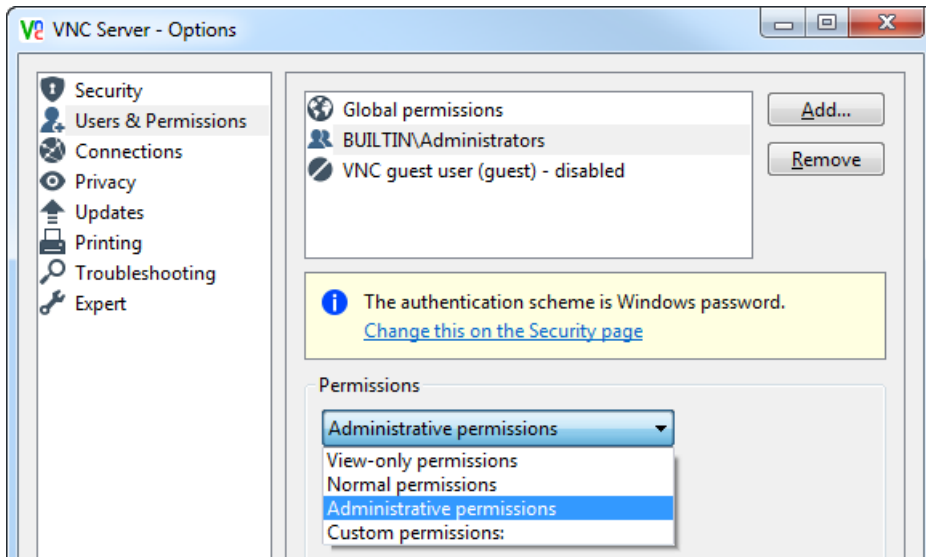 VNC Server - Options
Security
Users & Permissions
Connections
Privacy
Updates
Printing
Troubleshooting
Expert
Global permissions
BUILTIN\Administrators
VNC guest user (guest) - disabled
Add...
Remove
The authentication scheme is Windows password.
Change this on the Security page
Permissions
Administrative permissions
View-only permissions
Normal permissions
Administrative permissions
Custom permissions: